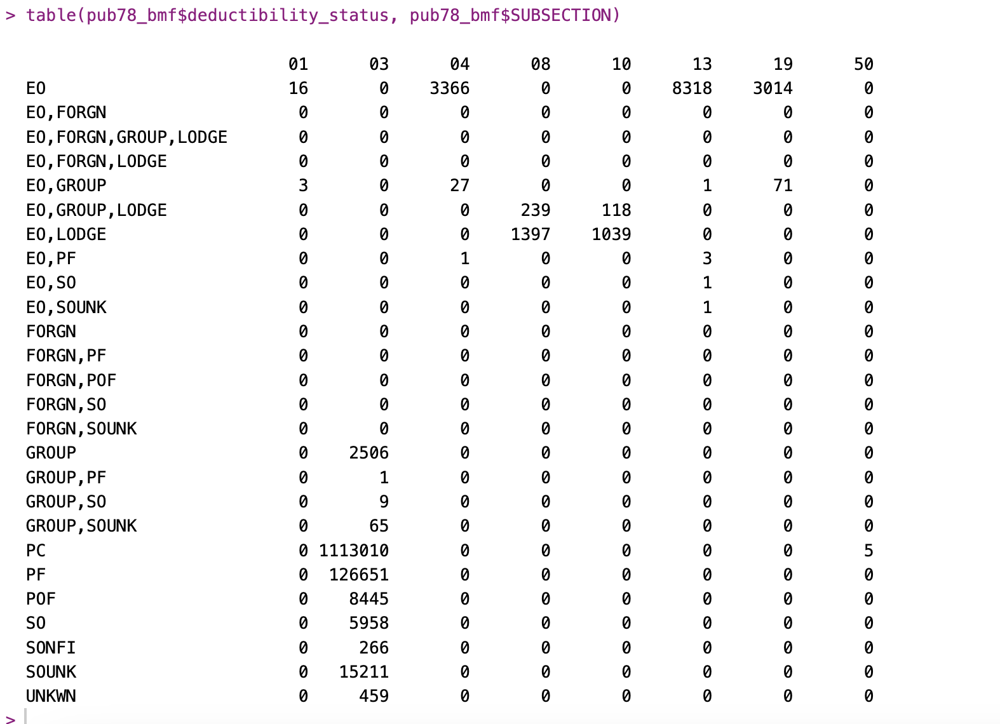 > table(pub78_bmf$deductibility_status, pub78_bmf$SUBSECTION)
01 03 04 08 10 13 19 50
EO 16 0 3366 0 0 8318 3014 0
EO,FORGN 0 0 0 0 0 0 0 0
EO,FORGN,GROUP,LODGE 0 0 0 0 0 0 0 0
EO,FORGN,LODGE 0 0 0 0 0 0 0 0
EO,GROUP 3 0 27 0 0 1 71 0
EO,GROUP,LODGE 0 0 0 239 118 0 0 0
EO,LODGE 0 0 0 1397 1039 0 0 0
EO,PF 0 0 1 0 0 3 0 0
EO,SO 0 0 0 0 0 1 0 0
EO,SOUNK 0 0 0 0 0 1 0 0
FORGN 0 0 0 0 0 0 0 0
FORGN,PF 0 0 0 0 0 0 0 0
FORGN,POF 0 0 0 0 0 0 0 0
FORGN,SO 0 0 0 0 0 0 0 0
FORGN,SOUNK 0 0 0 0 0 0 0 0
GROUP 0 2506 0 0 0 0 0 0
GROUP,PF 0 1 0 0 0 0 0 0
GROUP,SO 0 9 0 0 0 0 0 0
GROUP,SOUNK 0 65 0 0 0 0 0 0
PC 0 1113010 0 0 0 0 0 5
PF 0 126651 0 0 0 0 0 0
POF 0 8445 0 0 0 0 0 0
SO 0 5958 0 0 0 0 0 0
SONFI 0 266 0 0 0 0 0 0
SOUNK 0 15211 0 0 0 0 0 0
UNKWN 0 459 0 0 0 0 0 0
>